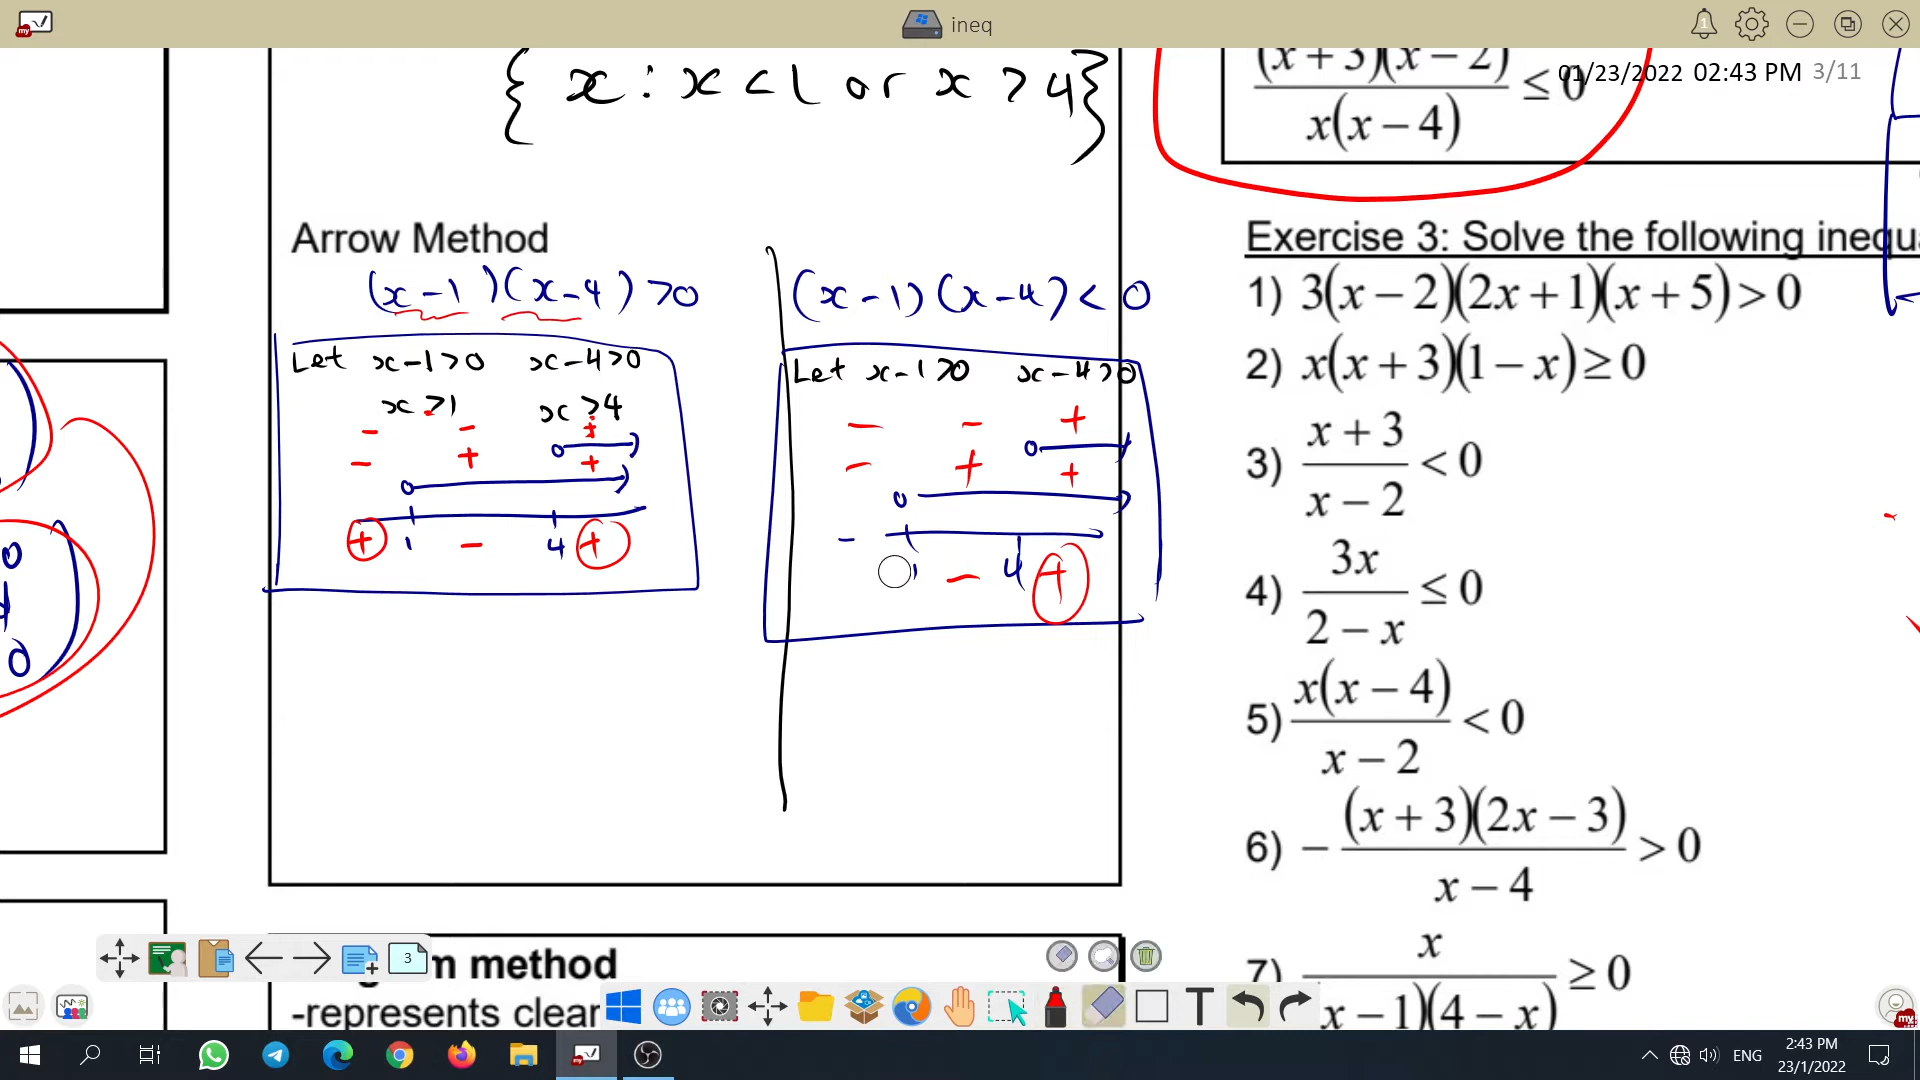 ineq
01/23/2022 02:43 PM 3/11
{ x : x < 1 or x > 4 }
(x + 3)(x − 2)
≤ 0
x(x − 4)
Arrow Method
(x − 1)(x − 4) > 0
Let x − 1 > 0 x − 4 > 0
x > 1 x > 4
− − +
− + +
+ 1 − 4 +
(x − 1)(x − 4) < 0
Let x − 1 > 0 x − 4 > 0
− − +
− + +
- 1 − 4 +
0
0
Exercise 3: Solve the following inequ
1) 3(x − 2)(2x + 1)(x + 5) > 0
2) x(x + 3)(1 − x) ≥ 0
3) x + 3 / x − 2 < 0
4) 3x / 2 − x ≤ 0
5) x(x − 4) / x − 2 < 0
6) − (x + 3)(2x − 3) / x − 4 > 0
7) x / x − 1)(4 − x) ≥ 0
m method
-represents clear
3
ENG
2:43 PM
23/1/2022